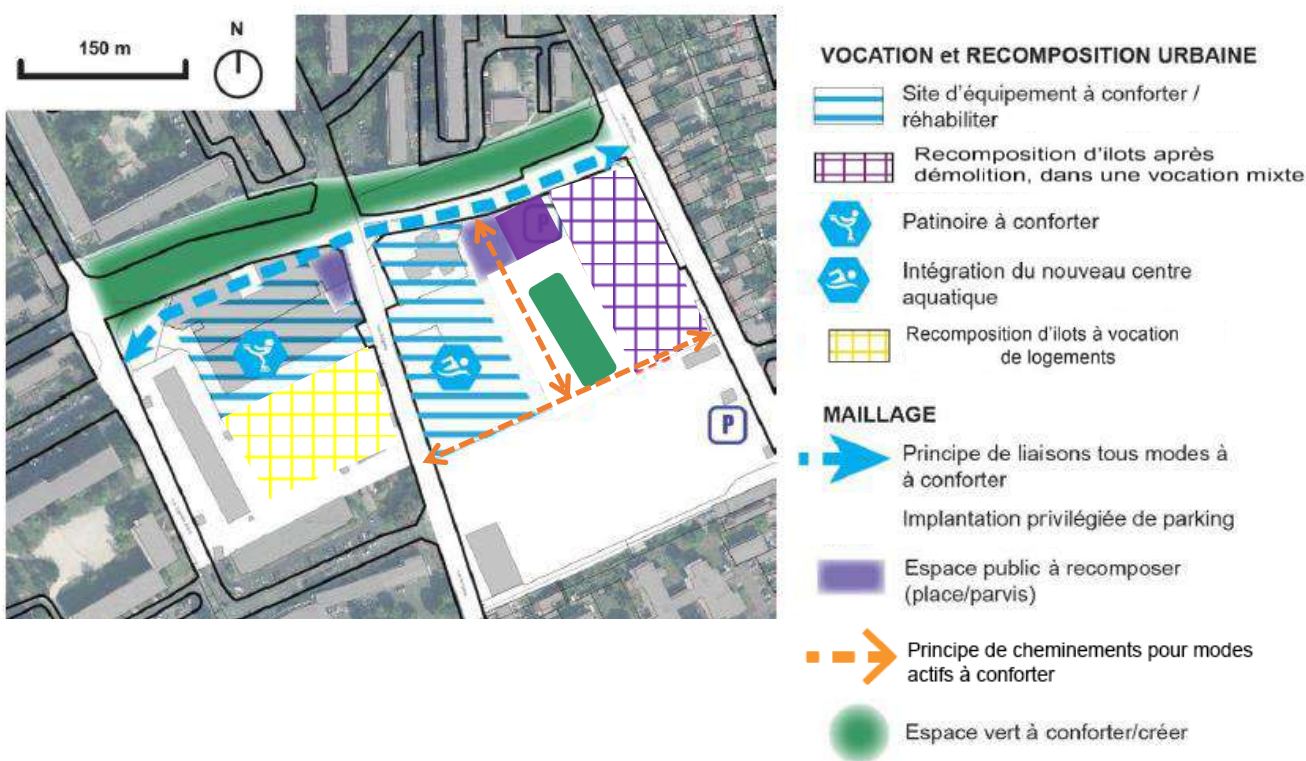 150 m
N
P
P
VOCATION et RECOMPOSITION URBAINE
Site d'équipement à conforter /
réhabiliter
Recomposition d'ilots après
démolition, dans une vocation mixte
Patinoire à conforter
Intégration du nouveau centre
aquatique
Recomposition d'ilots à vocation
de logements
MAILLAGE
Principe de liaisons tous modes à
à conforter
Implantation privilégiée de parking
Espace public à recomposer
(place/parvis)
Principe de cheminements pour modes
actifs à conforter
Espace vert à conforter/créer